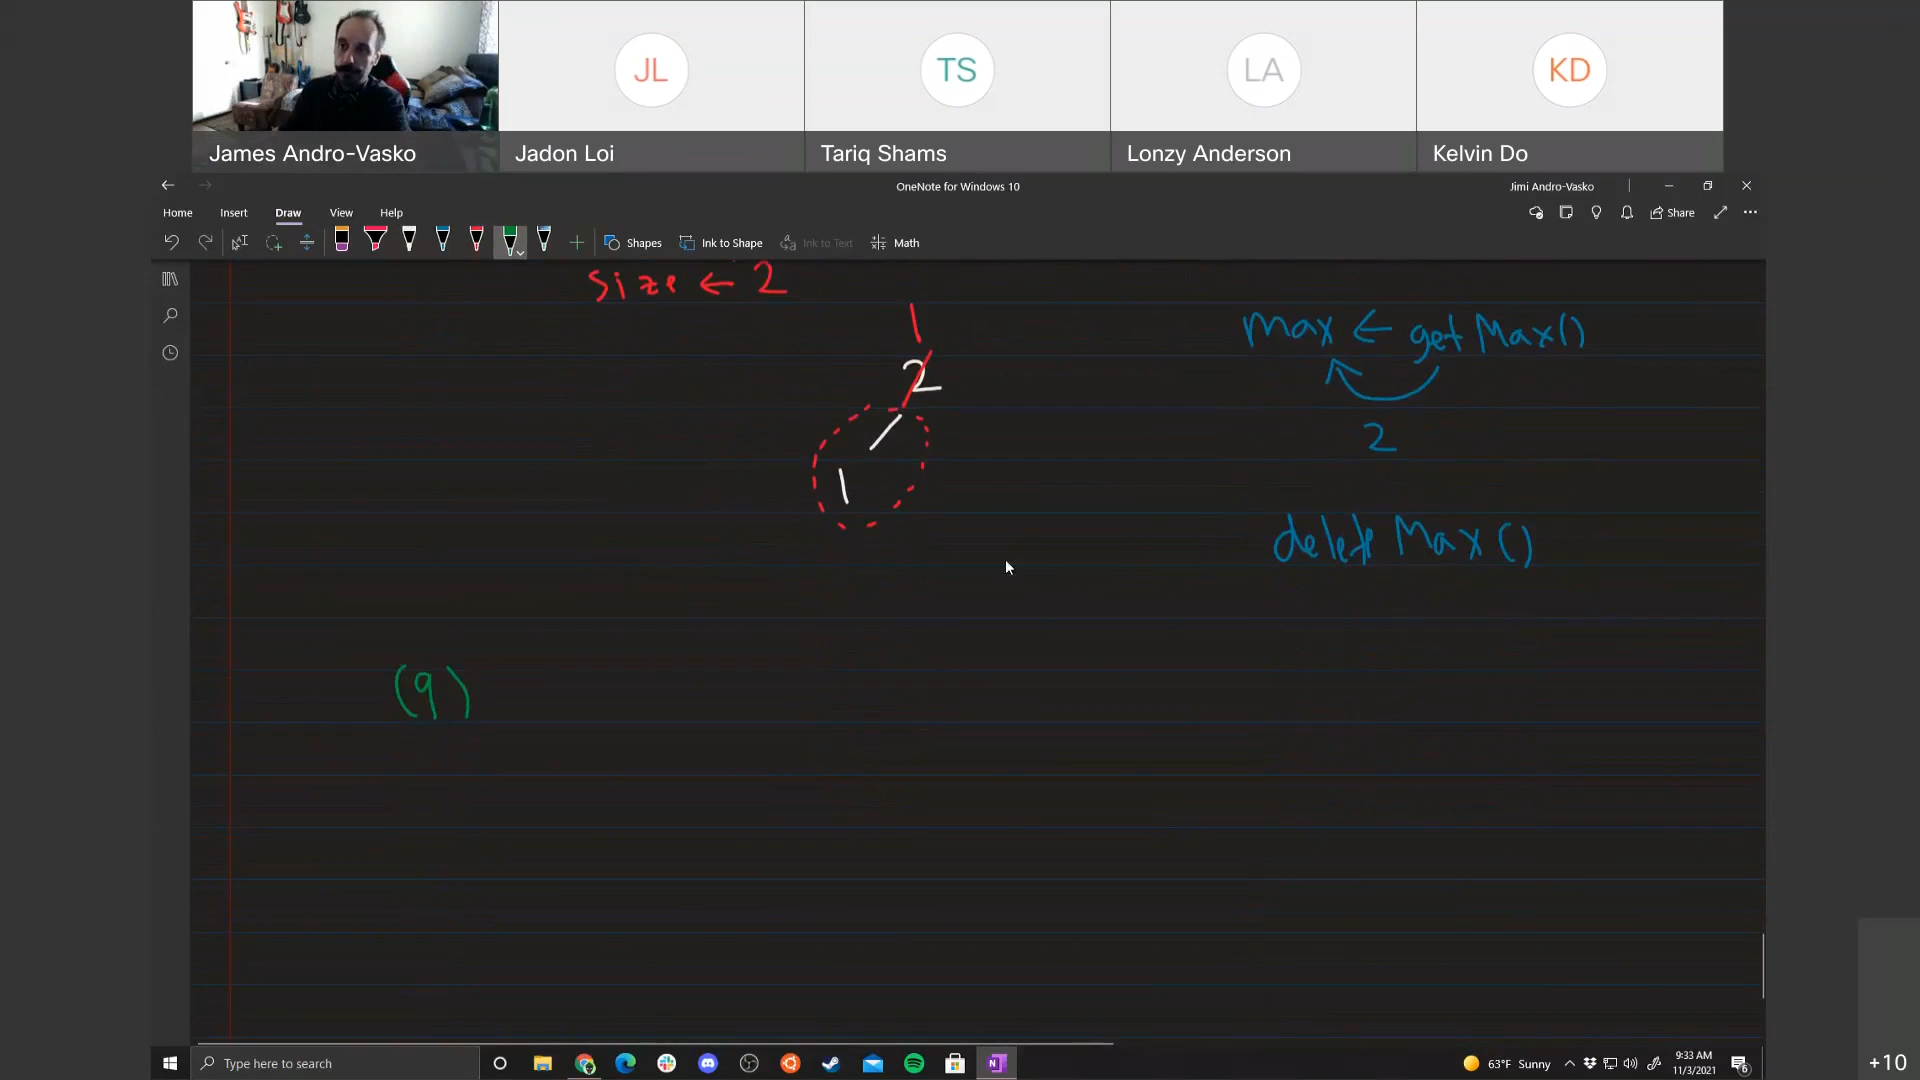 JL
TS
LA
KD
James Andro-Vasko
Jadon Loi
Tariq Shams
Lonzy Anderson
Kelvin Do
OneNote for Windows 10
Jimi Andro-Vasko
Home Insert Draw View Help
Share
Shapes
Ink to Shape
Ink to Text
Math
size ← 2
1
2
1
max ← getMax()
2
delete Max()
(9)
Type here to search
63°F Sunny
9:33 AM
11/3/2021
6
+10